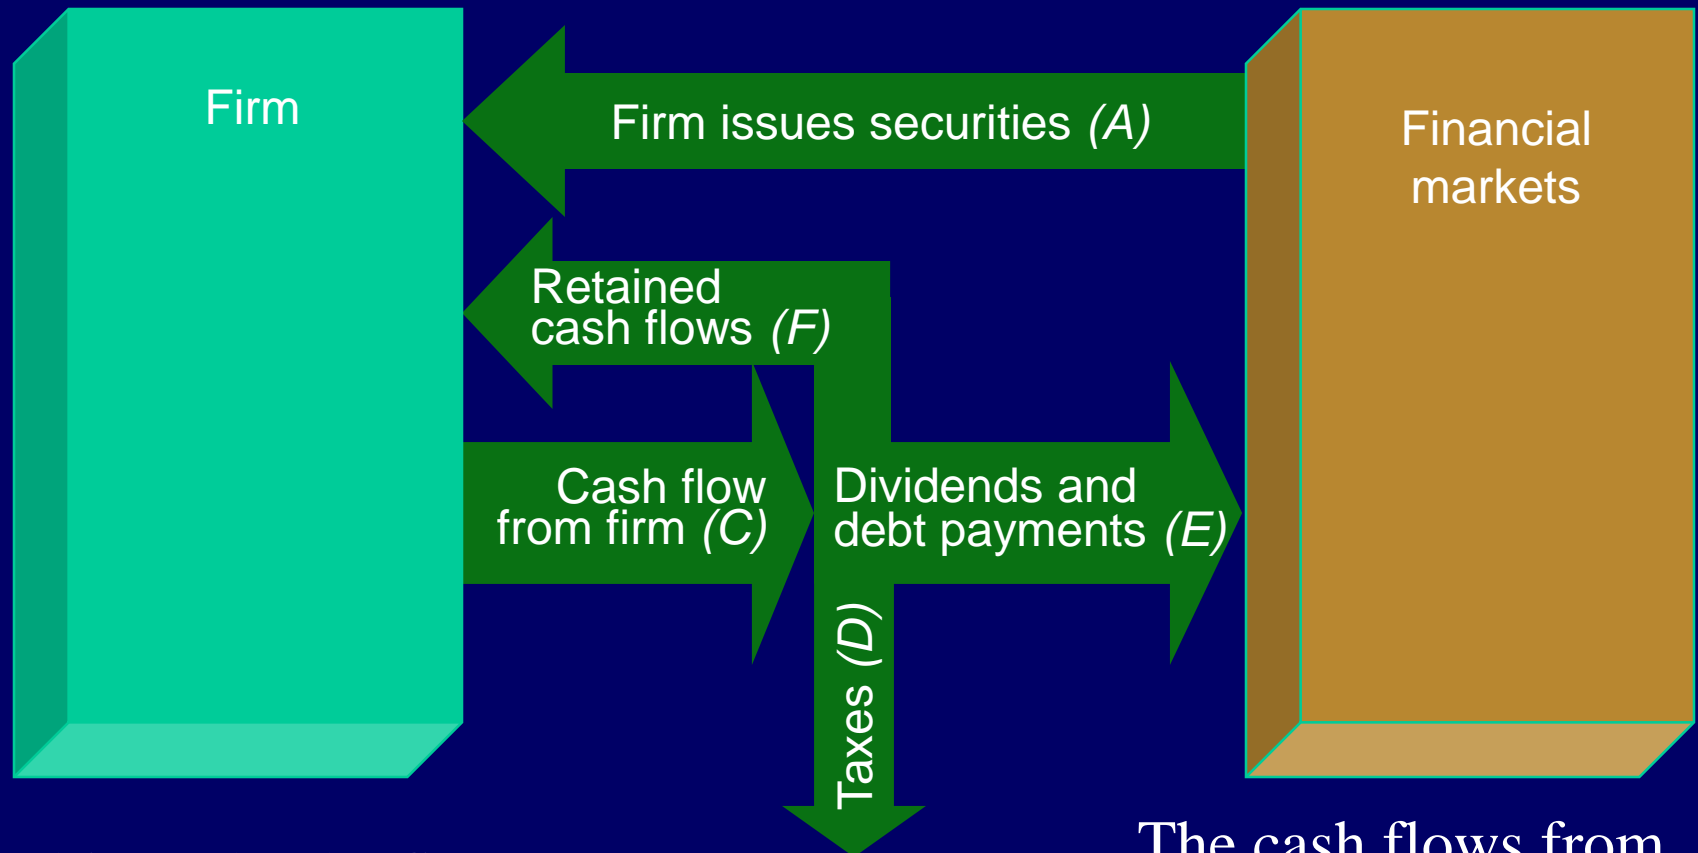 Firm
Firm issues securities (A)
Financial
markets
Retained
cash flows (F)
Cash flow
from firm (C)
Dividends and
debt payments (E)
Taxes (D)
The cash flows from